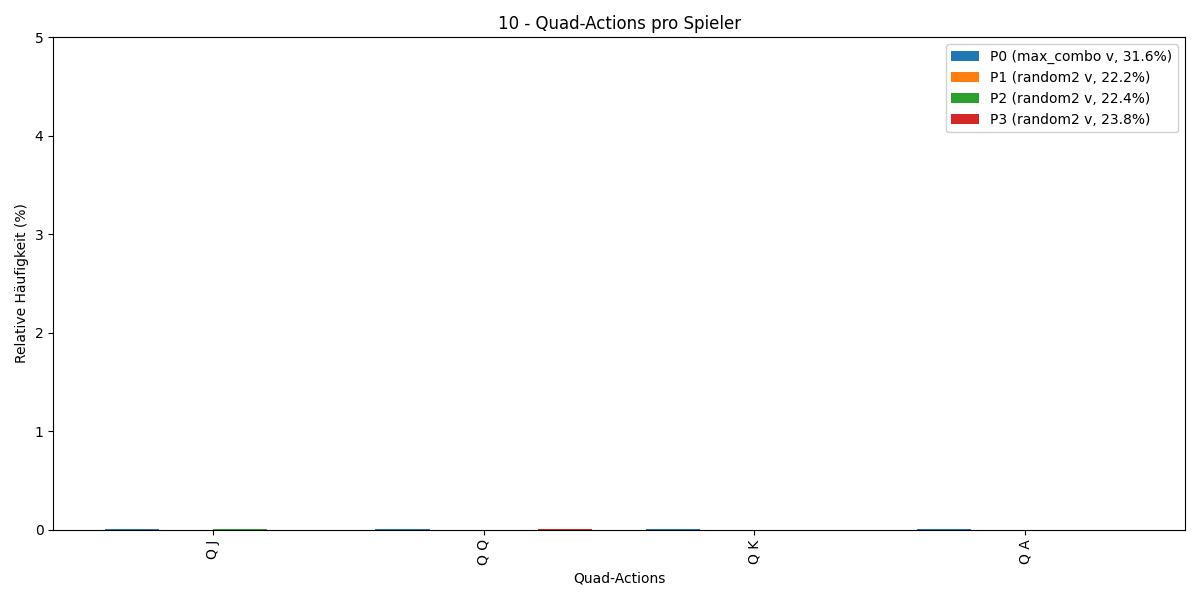 10 - Quad-Actions pro Spieler
P0 (max_combo v, 31.6%)
P1 (random2 v, 22.2%)
P2 (random2 v, 22.4%)
P3 (random2 v, 23.8%)
Relative Häufigkeit (%)
5
4
3
2
1
0
Q J
Q Q
Q K
Q A
Quad-Actions